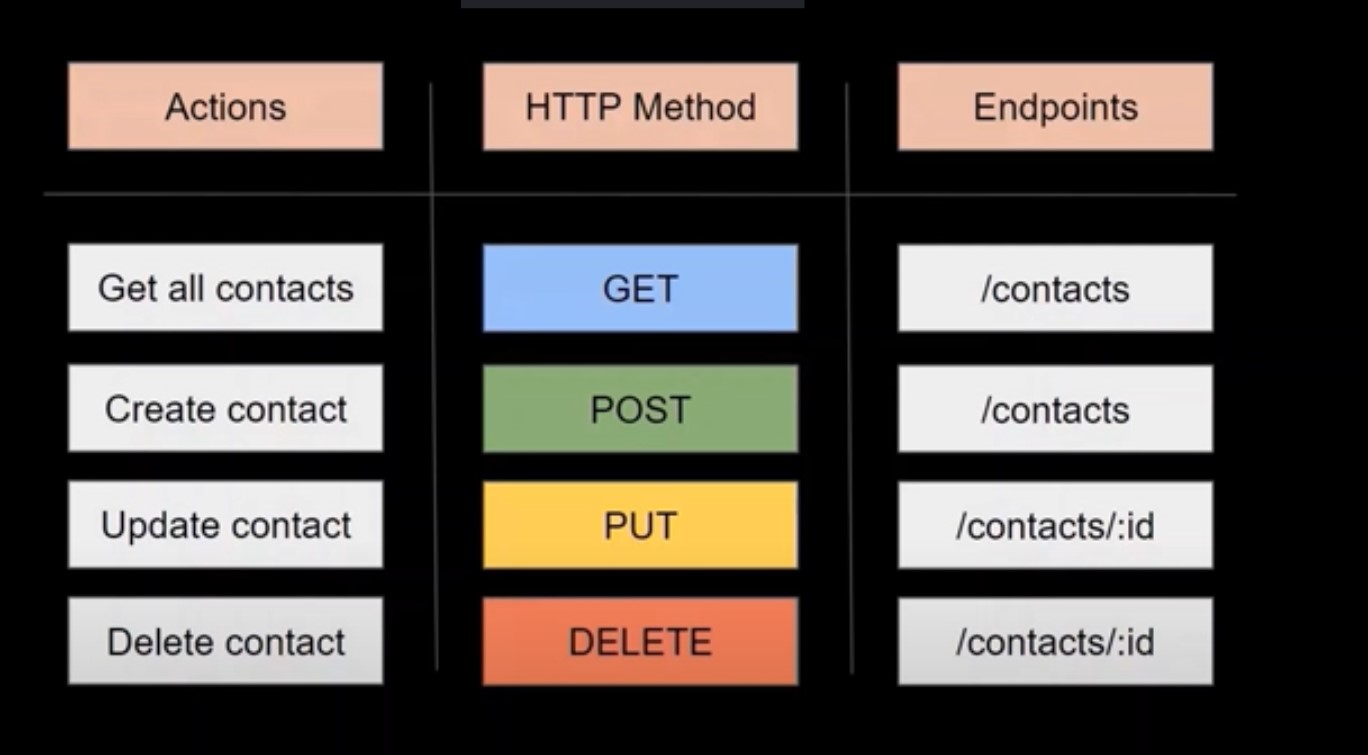 Actions HTTP Method Endpoints
Get all contacts GET /contacts
Create contact POST /contacts
Update contact PUT /contacts/:id
Delete contact DELETE /contacts/:id